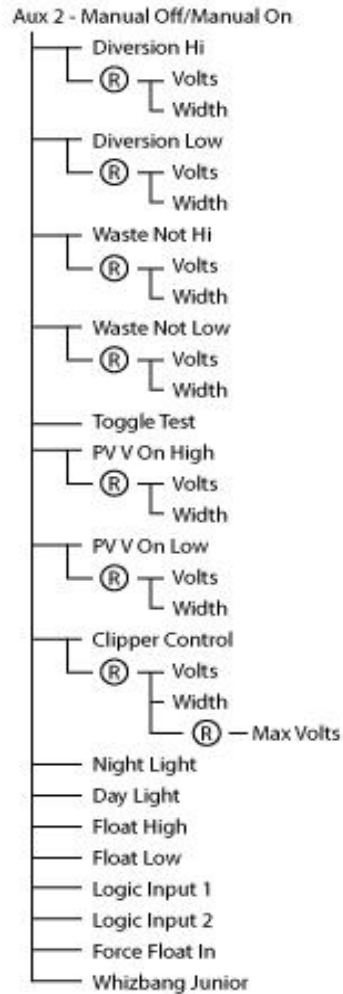 Aux 2 - Manual Off/Manual On
Diversion Hi
R Volts
Width
Diversion Low
R Volts
Width
Waste Not Hi
R Volts
Width
Waste Not Low
R Volts
Width
Toggle Test
PV V On High
R Volts
Width
PV V On Low
R Volts
Width
Clipper Control
R Volts
Width
R Max Volts
Night Light
Day Light
Float High
Float Low
Logic Input 1
Logic Input 2
Force Float In
Whizbang Junior